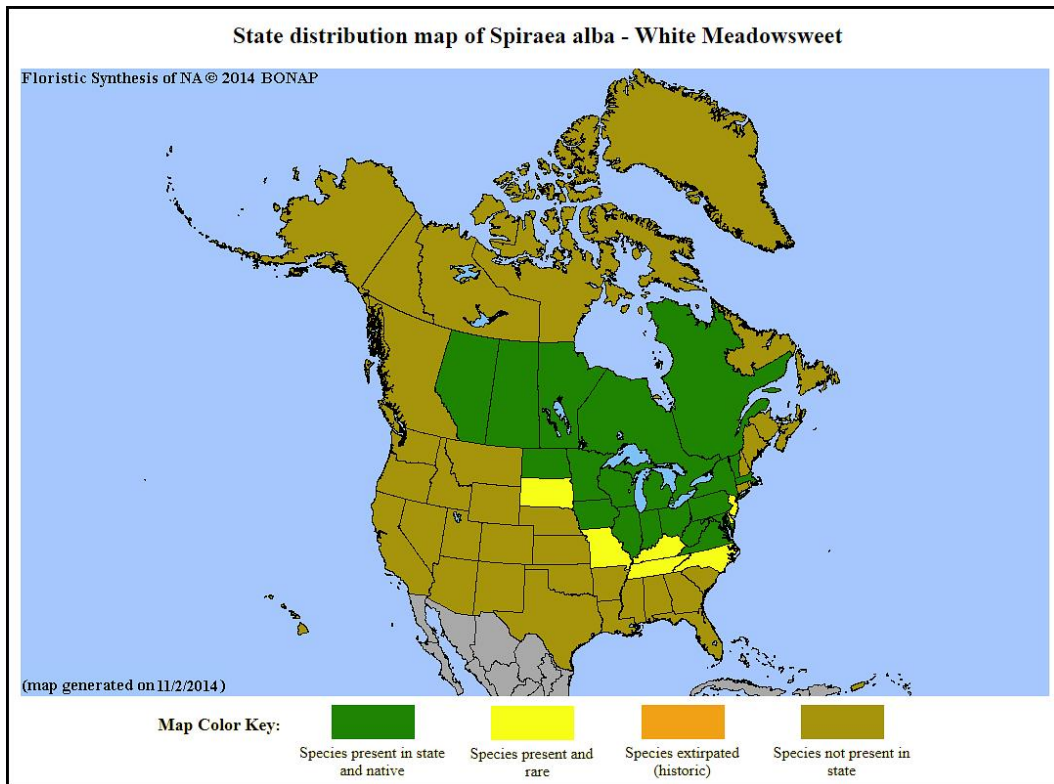 State distribution map of Spiraea alba - White Meadowsweet
Floristic Synthesis of NA © 2014 BONAP
(map generated on 11/2/2014)
Map Color Key:
Species present in state
and native
Species present and
rare
Species extirpated
(historic)
Species not present in
state